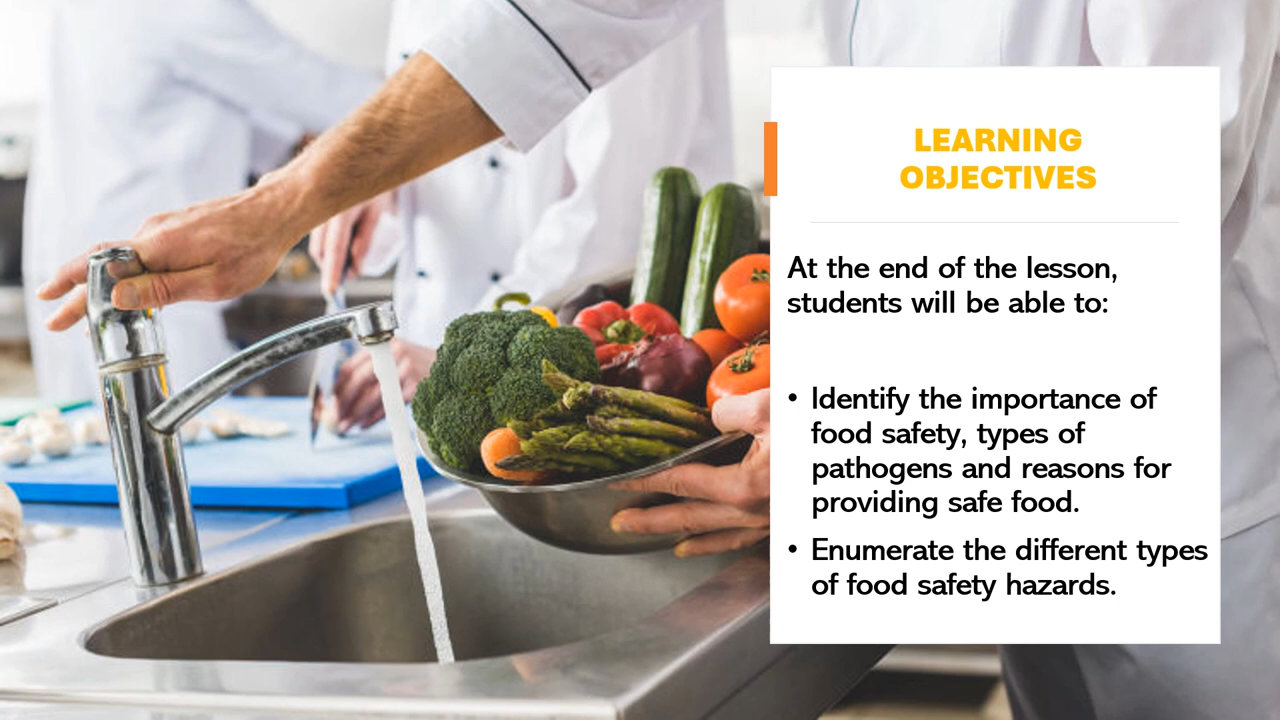 LEARNING
OBJECTIVES
At the end of the lesson,
students will be able to:
• Identify the importance of
food safety, types of
pathogens and reasons for
providing safe food.
• Enumerate the different types
of food safety hazards.